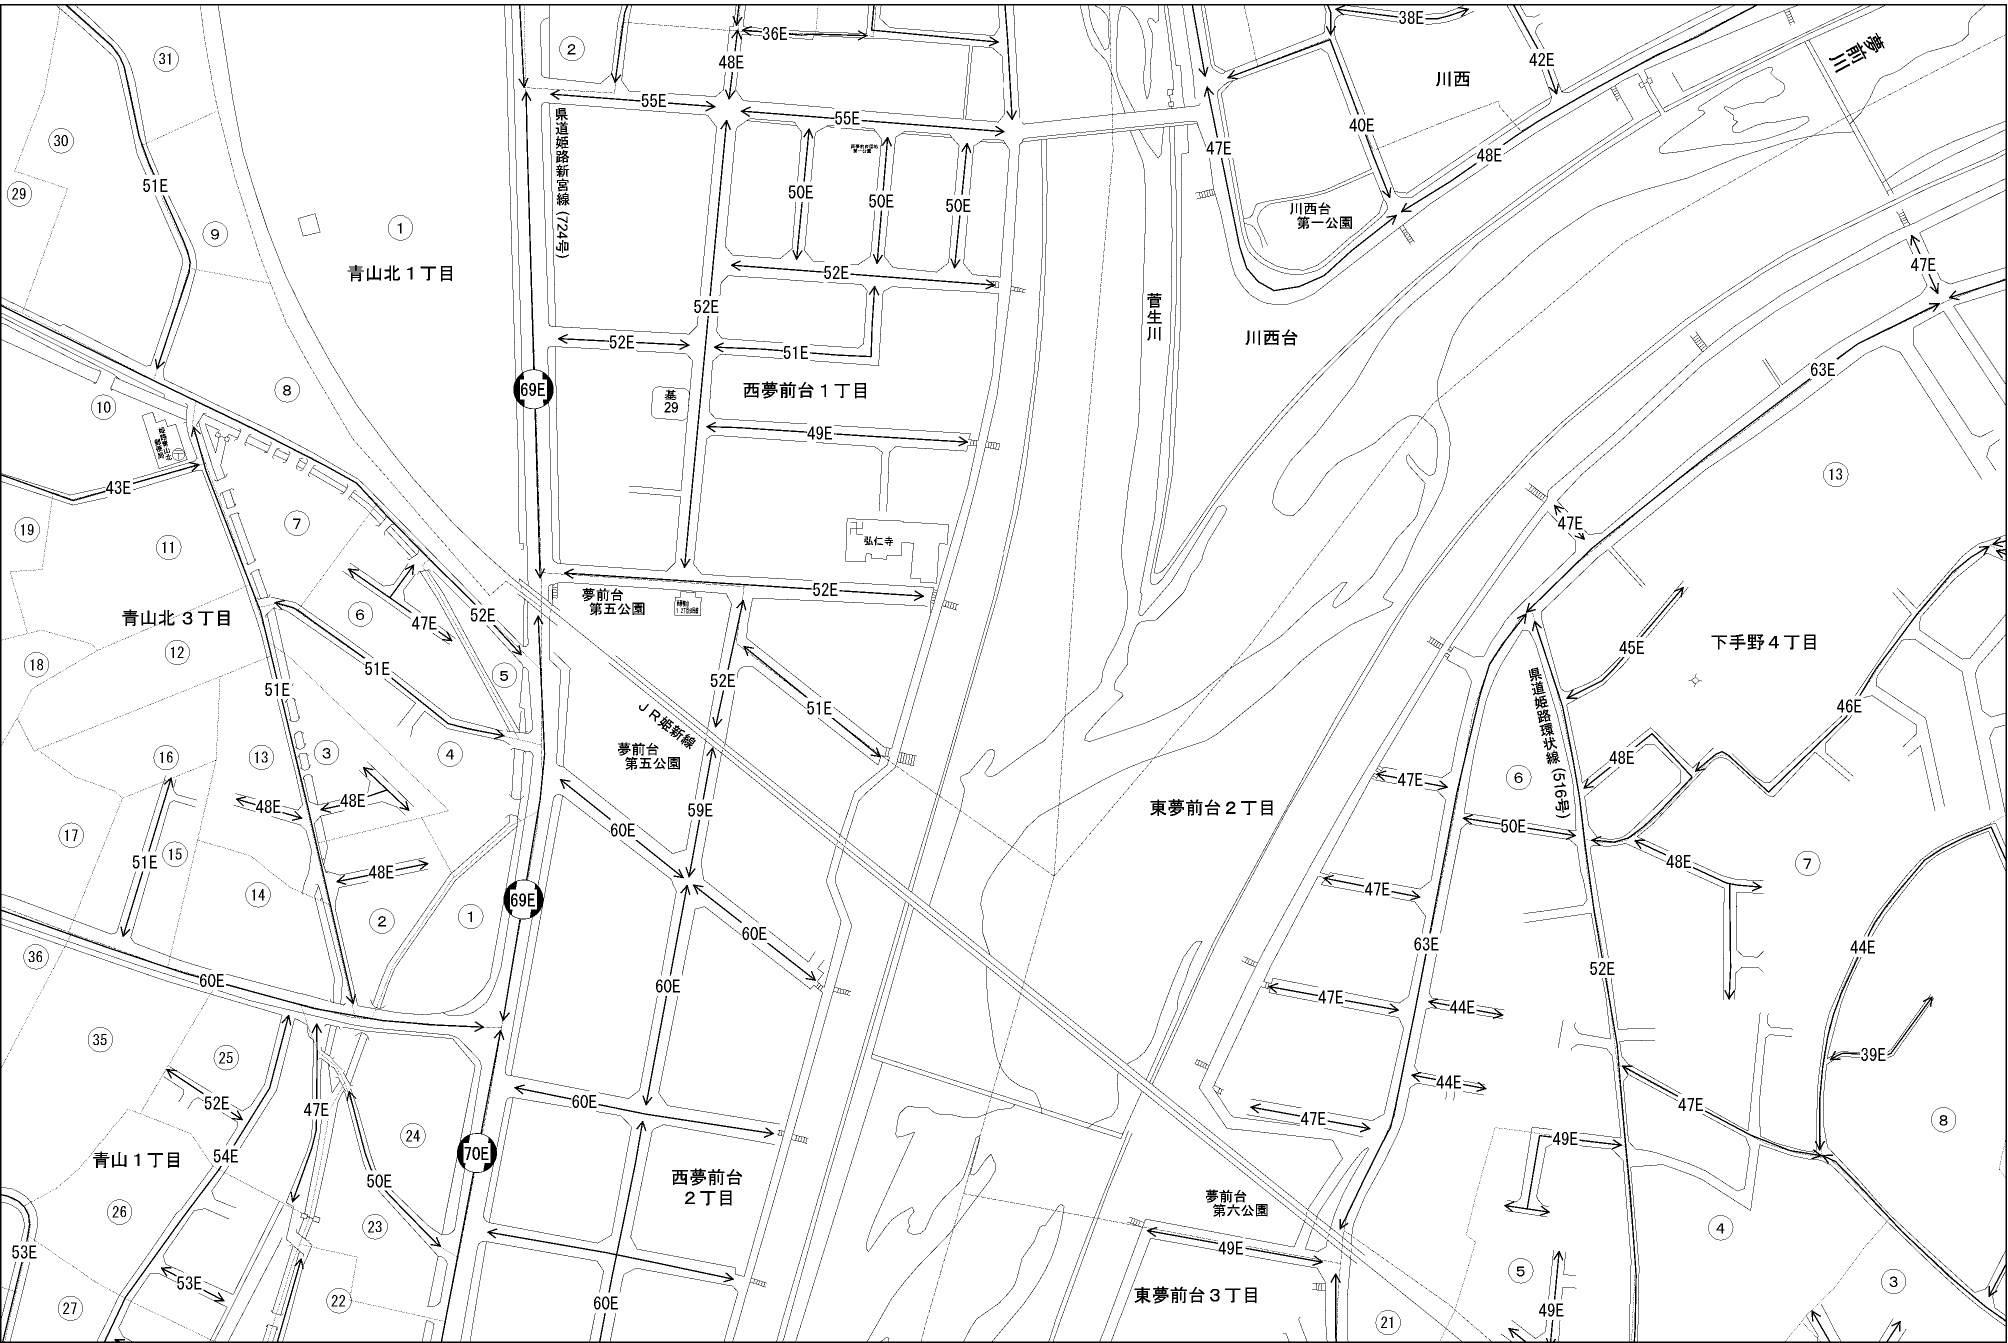 38E
36E
31
2
48E
42E
夢前川
川西
55E
55E
県道姫路新宮線(724号)
30
51E
40E
47E
48E
29
50E
50E
50E
9
1
川西台
第一公園
青山北1丁目
52E
47E
52E
菅生川
52E
51E
川西台
63E
8
69E
西夢前台1丁目
10
墓
29
49E
姫路青山北
郵便局
43E
13
19
7
47E
11
弘仁寺
52E
夢前台
第五公園
青山北3丁目
6
47E
52E
下手野4丁目
45E
12
18
51E
5
51E
52E
51E
県道姫路環状線(516号)
46E
JR姫新線
16
13
3
4
夢前台
第五公園
48E
6
47E
48E
48E
59E
60E
東夢前台2丁目
50E
17
51E
15
48E
48E
7
47E
14
2
69E
1
60E
63E
44E
36
60E
60E
52E
47E
44E
35
25
39E
44E
52E
47E
60E
47E
47E
24
49E
8
青山1丁目
54E
70E
50E
西夢前台
2丁目
26
23
夢前台
第六公園
4
53E
49E
53E
5
3
27
22
60E
東夢前台3丁目
49E
21